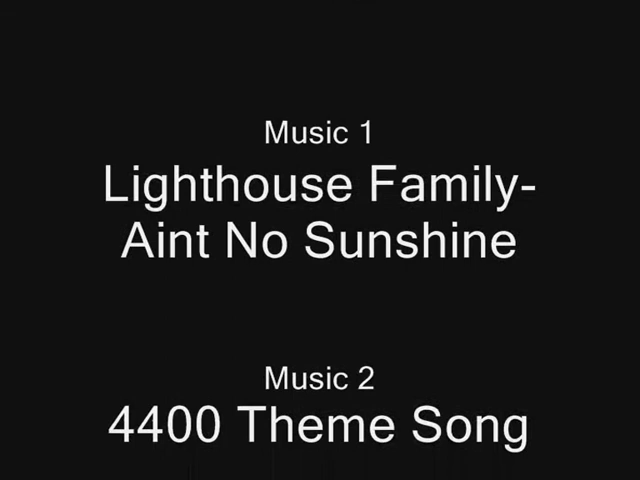 Music 1
Lighthouse Family-
Aint No Sunshine
Music 2
4400 Theme Song